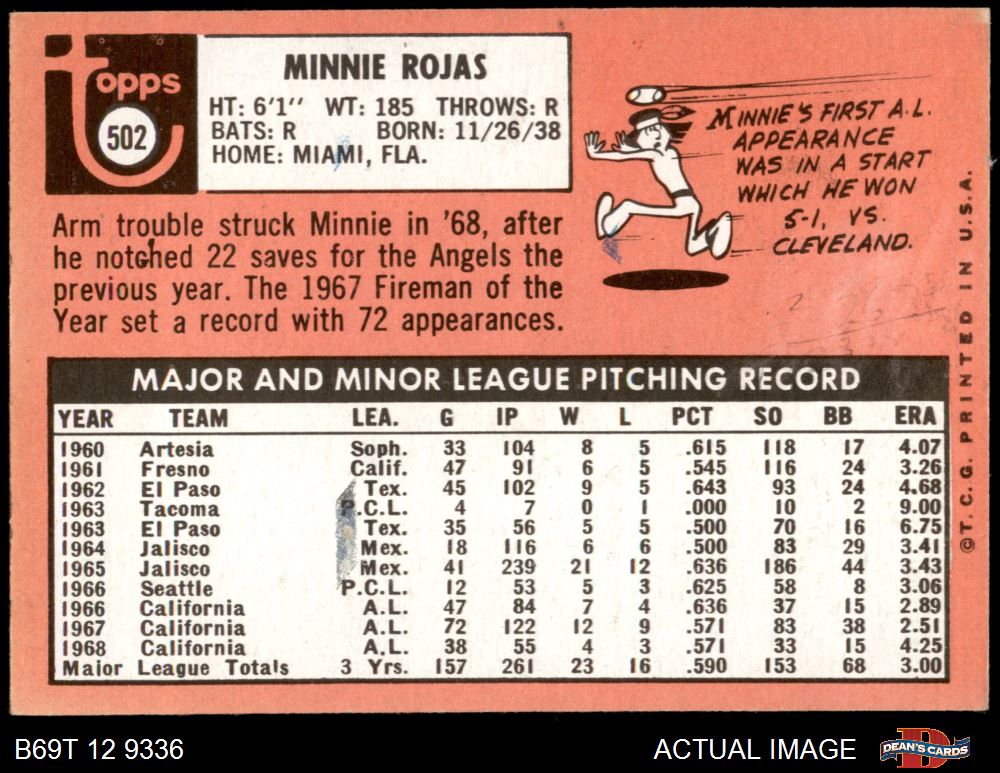 topps
502
MINNIE ROJAS
HT: 6'1" WT: 185 THROWS: R
BATS: R BORN: 11/26/38
HOME: MIAMI, FLA.
Arm trouble struck Minnie in '68, after
he notched 22 saves for the Angels the
previous year. The 1967 Fireman of the
Year set a record with 72 appearances.
MINNIE'S FIRST A.L.
APPEARANCE
WAS IN A START
WHICH HE WON
5-1, VS.
CLEVELAND.
©T.C.G. PRINTED IN U.S.A.
MAJOR AND MINOR LEAGUE PITCHING RECORD
YEAR TEAM LEA. G IP W L PCT SO BB ERA
1960 Artesia Soph. 33 104 8 5 .615 118 17 4.07
1961 Fresno Calif. 47 91 6 5 .545 116 24 3.26
1962 El Paso Tex. 45 102 9 5 .643 93 24 4.68
1963 Tacoma P.C.L. 4 7 0 1 .000 10 2 9.00
1963 El Paso Tex. 35 56 5 5 .500 70 16 6.75
1964 Jalisco Mex. 18 116 6 6 .500 83 29 3.41
1965 Jalisco Mex. 41 239 21 12 .636 186 44 3.43
1966 Seattle P.C.L. 12 53 5 3 .625 58 8 3.06
1966 California A.L. 47 84 7 4 .636 37 15 2.89
1967 California A.L. 72 122 12 9 .571 83 38 2.51
1968 California A.L. 38 55 4 3 .571 33 15 4.25
Major League Totals 3 Yrs. 157 261 23 16 .590 153 68 3.00
B69T 12 9336
ACTUAL IMAGE
DEAN'S CARDS